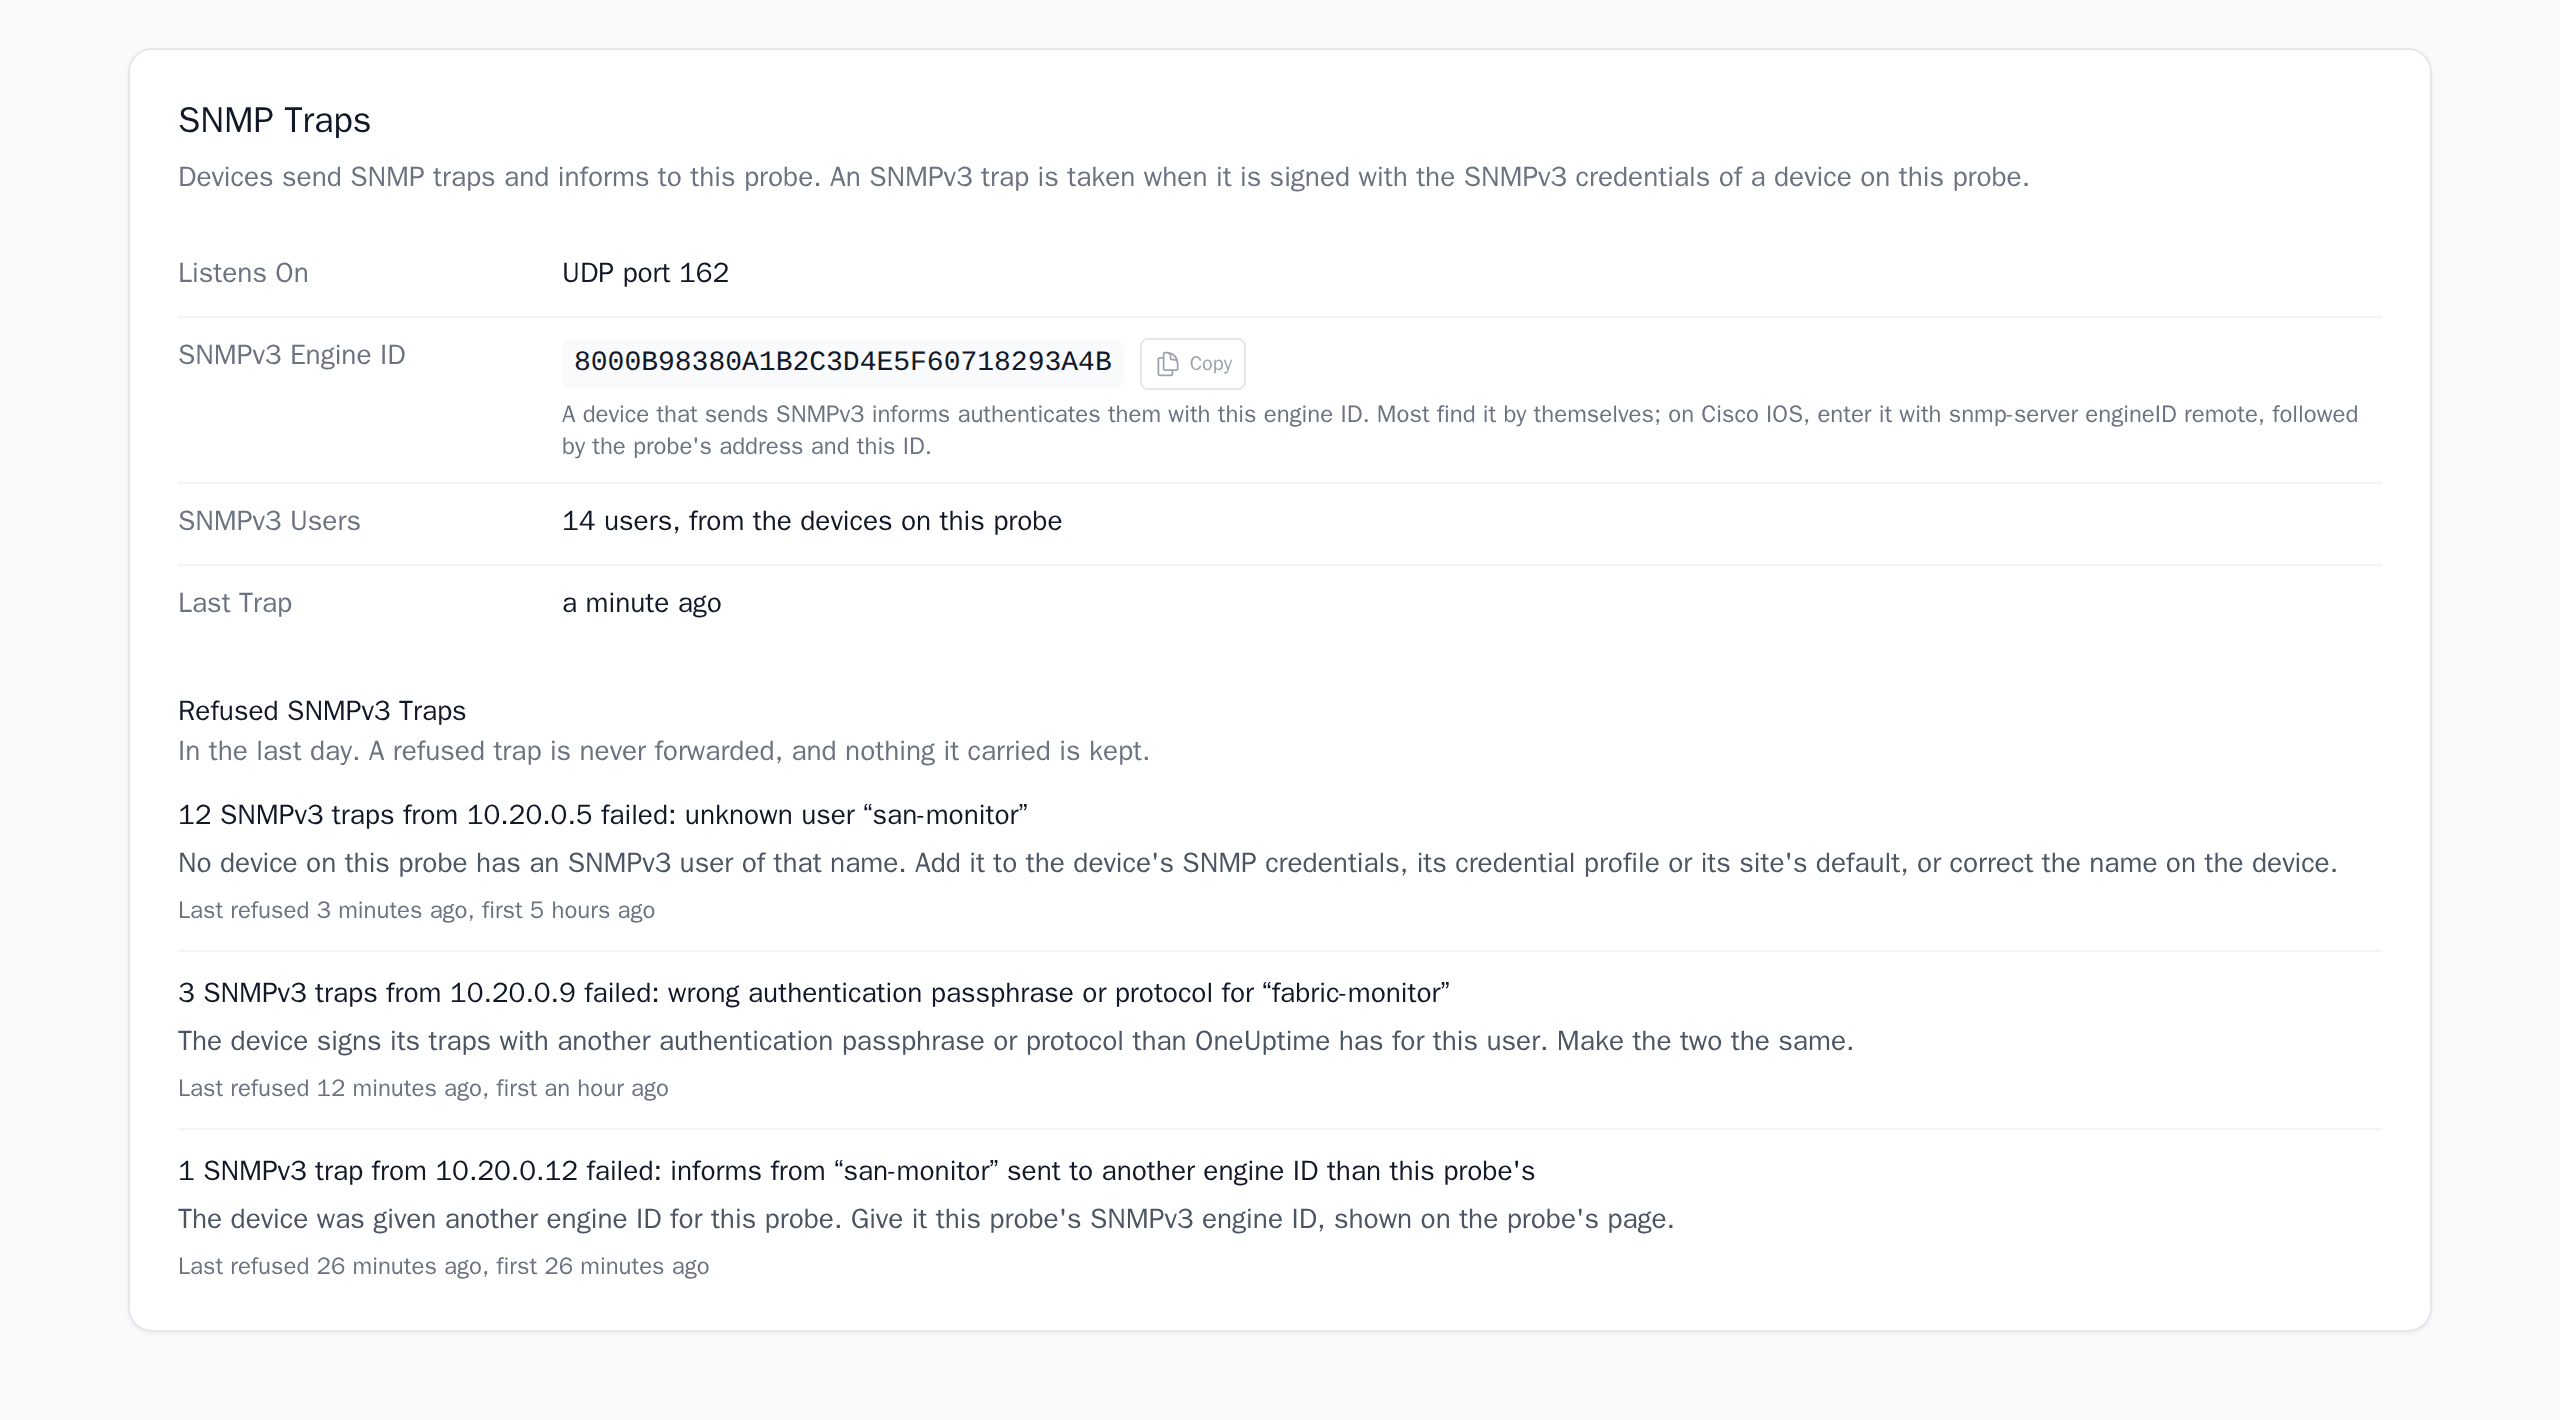 SNMP Traps
Devices send SNMP traps and informs to this probe. An SNMPv3 trap is taken when it is signed with the SNMPv3 credentials of a device on this probe.
Listens On
UDP port 162
SNMPv3 Engine ID
8000B98380A1B2C3D4E5F60718293A4B
Copy
A device that sends SNMPv3 informs authenticates them with this engine ID. Most find it by themselves; on Cisco IOS, enter it with snmp-server engineID remote, followed
by the probe's address and this ID.
SNMPv3 Users
14 users, from the devices on this probe
Last Trap
a minute ago
Refused SNMPv3 Traps
In the last day. A refused trap is never forwarded, and nothing it carried is kept.
12 SNMPv3 traps from 10.20.0.5 failed: unknown user “san-monitor”
No device on this probe has an SNMPv3 user of that name. Add it to the device's SNMP credentials, its credential profile or its site's default, or correct the name on the device.
Last refused 3 minutes ago, first 5 hours ago
3 SNMPv3 traps from 10.20.0.9 failed: wrong authentication passphrase or protocol for “fabric-monitor”
The device signs its traps with another authentication passphrase or protocol than OneUptime has for this user. Make the two the same.
Last refused 12 minutes ago, first an hour ago
1 SNMPv3 trap from 10.20.0.12 failed: informs from “san-monitor” sent to another engine ID than this probe's
The device was given another engine ID for this probe. Give it this probe's SNMPv3 engine ID, shown on the probe's page.
Last refused 26 minutes ago, first 26 minutes ago